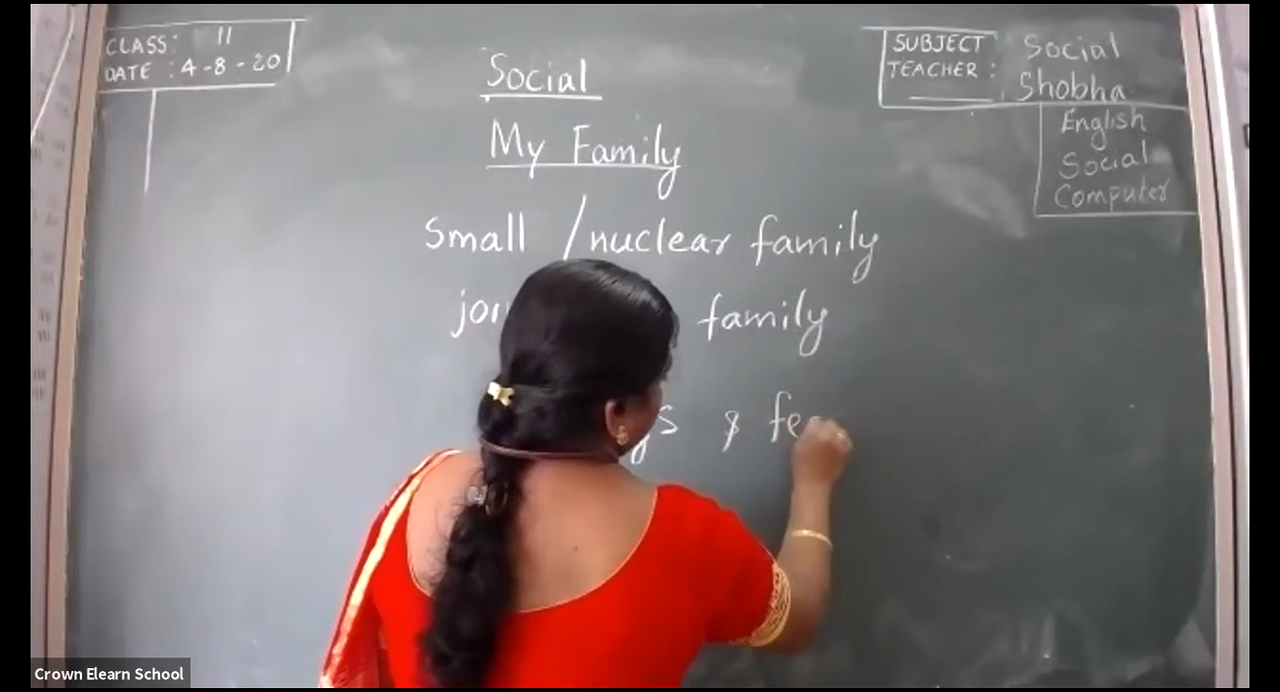 CLASS: 11
DATE : 4-8-20
SUBJECT Social
TEACHER : Shobha
English
Social
Computer
Social
My Family
Small / nuclear family
family
&
Crown Elearn School